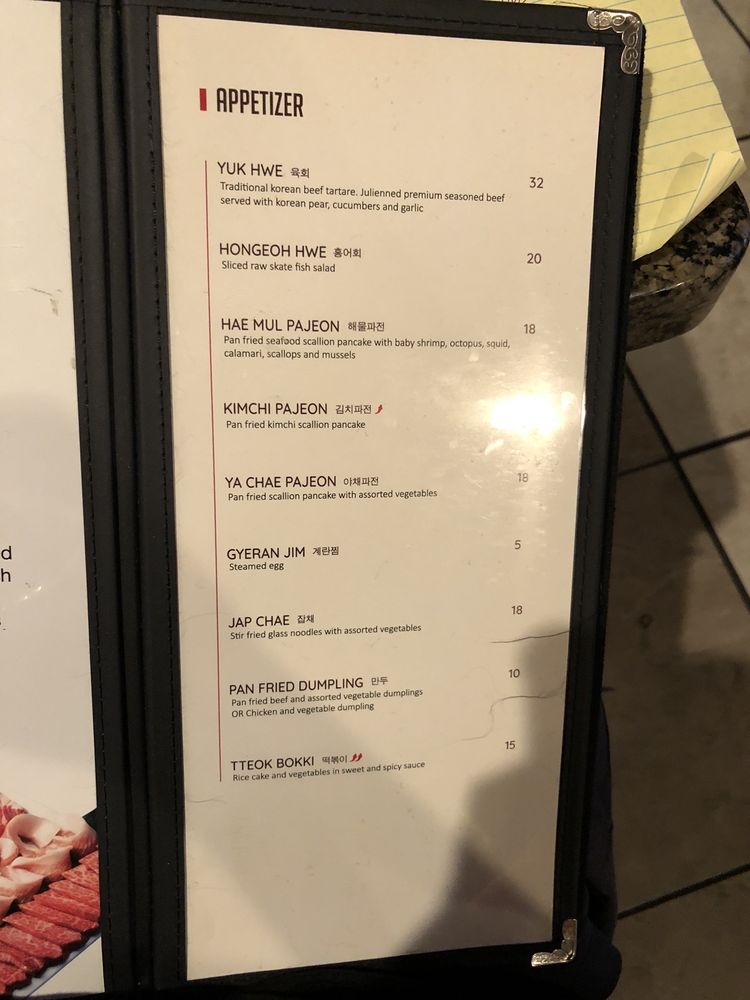 APPETIZER
YUK HWE 육회 32
Traditional korean beef tartare. Julienned premium seasoned beef
served with korean pear, cucumbers and garlic
HONGEOH HWE 홍어회 20
Sliced raw skate fish salad
HAE MUL PAJEON 해물파전 18
Pan fried seafood scallion pancake with baby shrimp, octopus, squid,
calamari, scallops and mussels
KIMCHI PAJEON 김치파전
Pan fried kimchi scallion pancake
YA CHAE PAJEON 야채파전 18
Pan fried scallion pancake with assorted vegetables
GYERAN JIM 계란찜 5
Steamed egg
JAP CHAE 잡채 18
Stir fried glass noodles with assorted vegetables
PAN FRIED DUMPLING 만두 10
Pan fried beef and assorted vegetable dumplings
OR Chicken and vegetable dumpling
TTEOK BOKKI 떡볶이 15
Rice cake and vegetables in sweet and spicy sauce
d
h